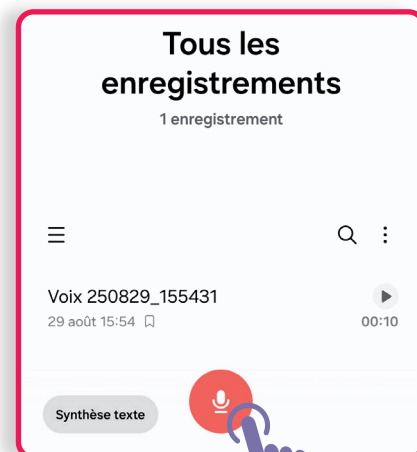 Tous les
enregistrements
1 enregistrement
Voix 250829_155431
29 août 15:54
00:10
Synthèse texte